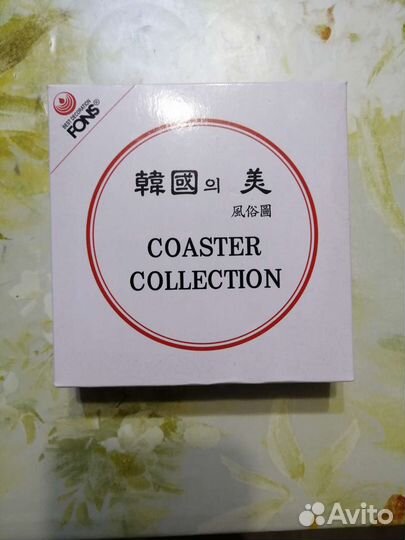 BEST DECORATION
FONS®
韓國의 美
風俗圖
COASTER
COLLECTION
Avito